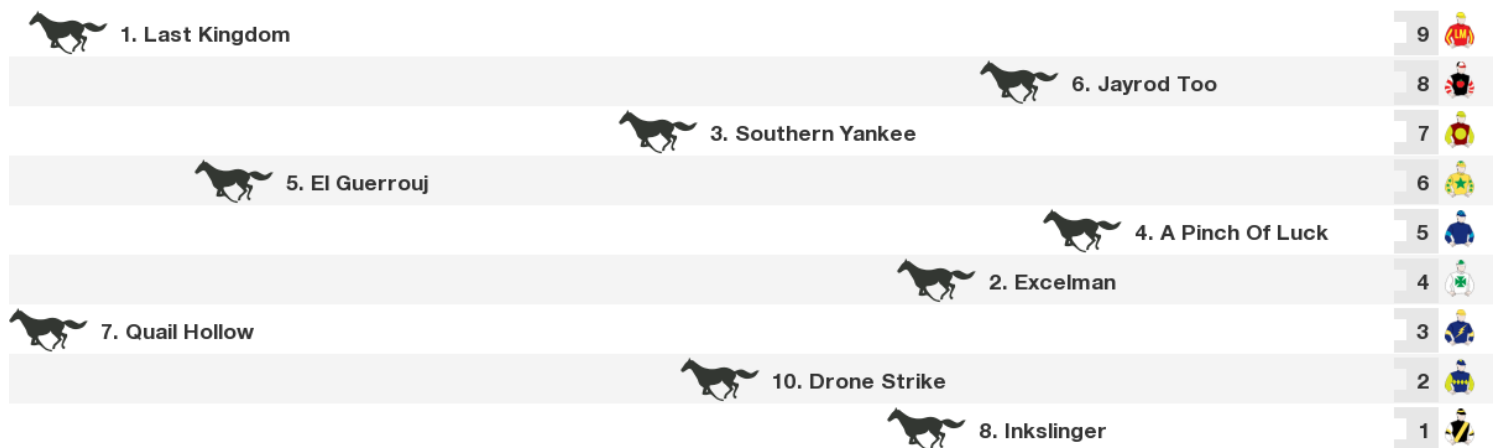 1. Last Kingdom 9 LM
6. Jayrod Too 8
3. Southern Yankee 7
5. El Guerrouj 6
4. A Pinch Of Luck 5
2. Excelman 4
7. Quail Hollow 3
10. Drone Strike 2
8. Inkslinger 1